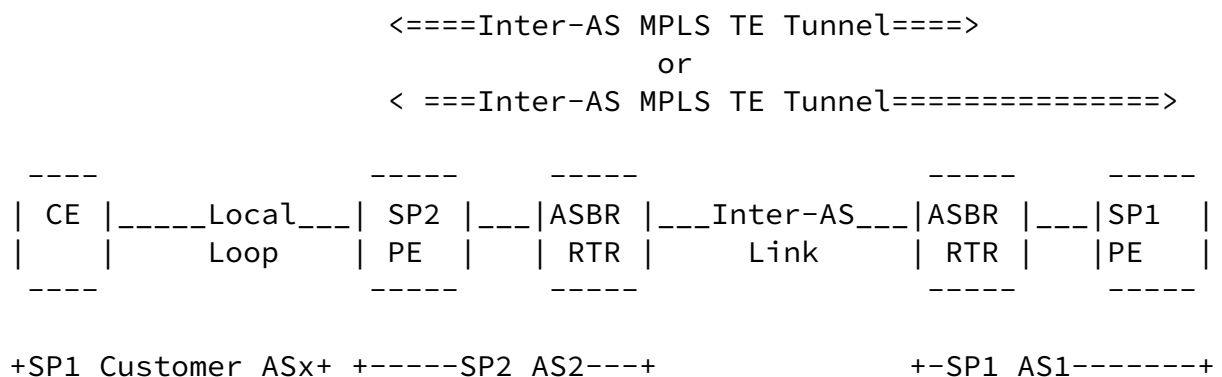 <====Inter-AS MPLS TE Tunnel====>
or
< ===Inter-AS MPLS TE Tunnel===============>
----                -----     -----                -----     -----
| CE |_____Local___| SP2 |___|ASBR |___Inter-AS___|ASBR |___|SP1  |
|    |     Loop    | PE  |   | RTR |     Link     | RTR |   |PE   |
----                -----     -----                -----     -----
+SP1 Customer ASx+ +-----SP2 AS2---+              +-SP1 AS1-------+